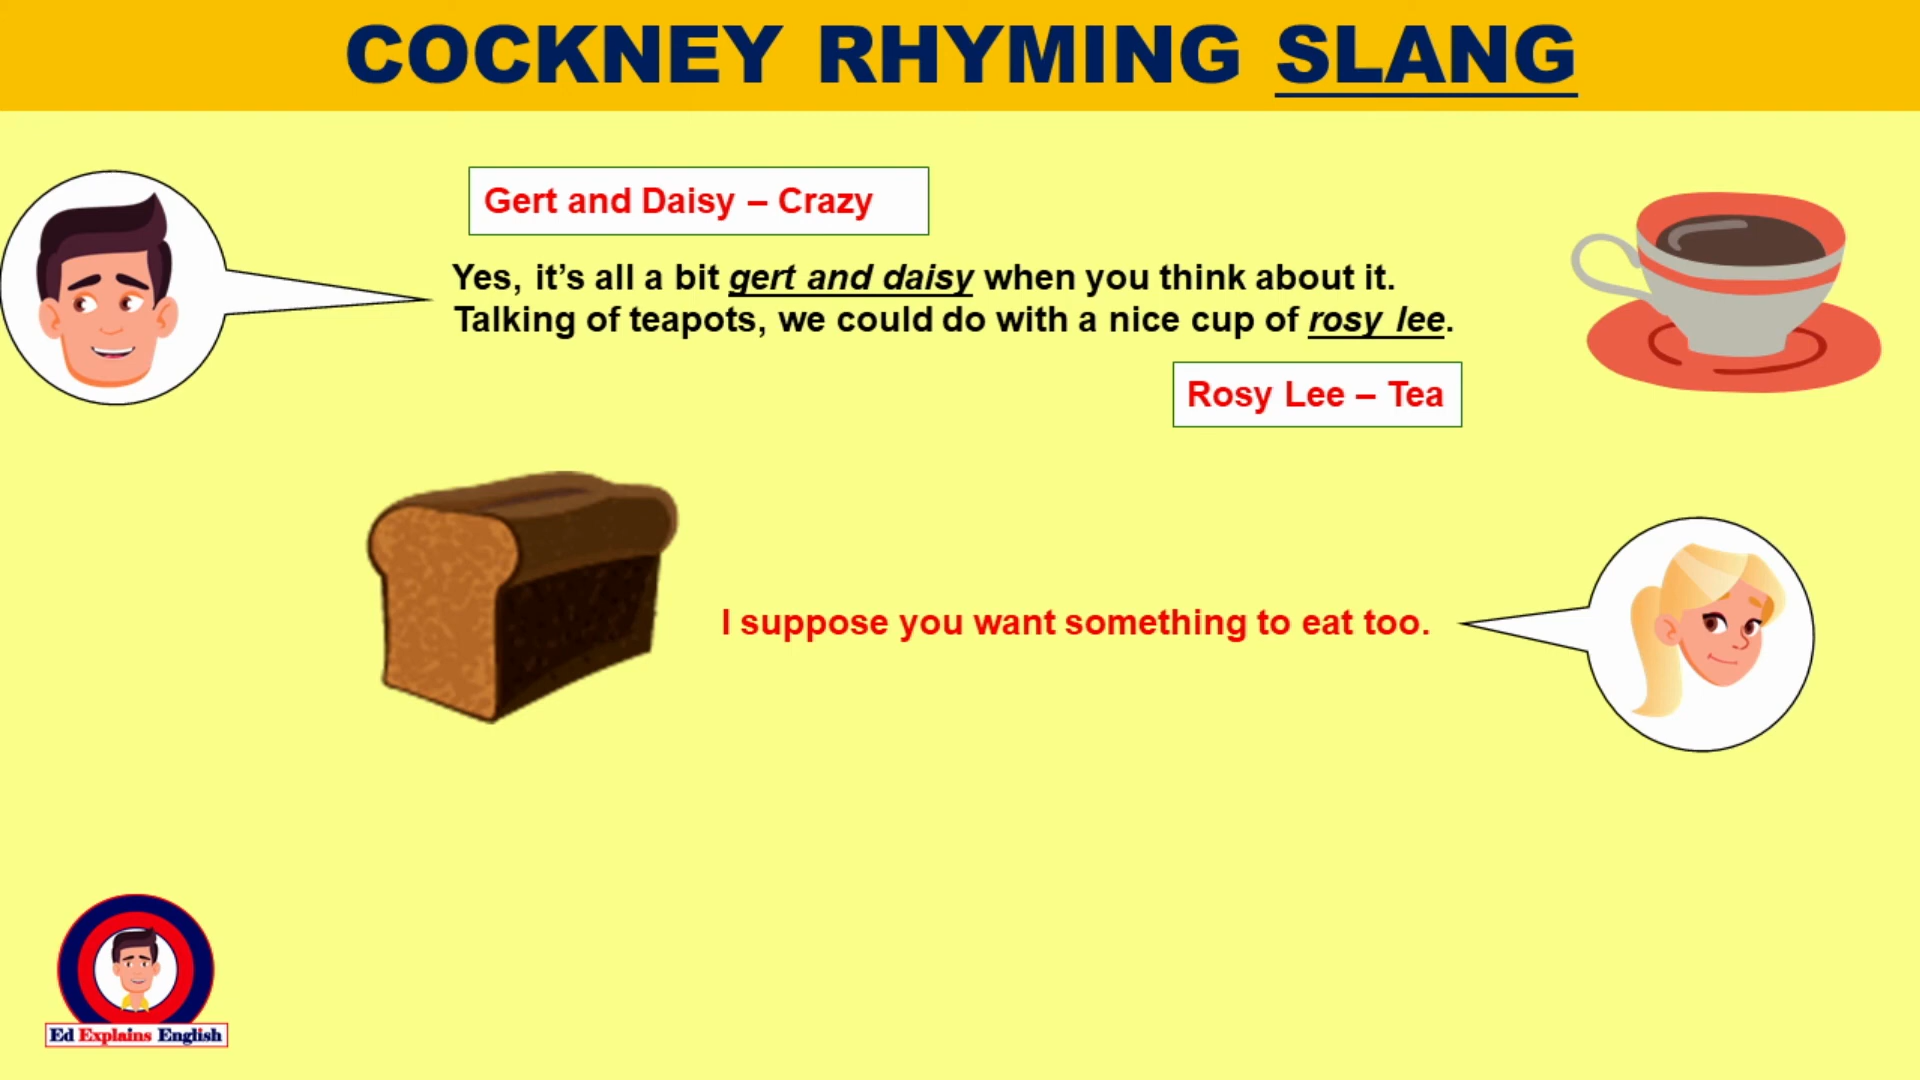 COCKNEY RHYMING SLANG
Gert and Daisy – Crazy
Yes, it’s all a bit gert and daisy when you think about it.
Talking of teapots, we could do with a nice cup of rosy lee.
Rosy Lee – Tea
I suppose you want something to eat too.
Ed Explains English